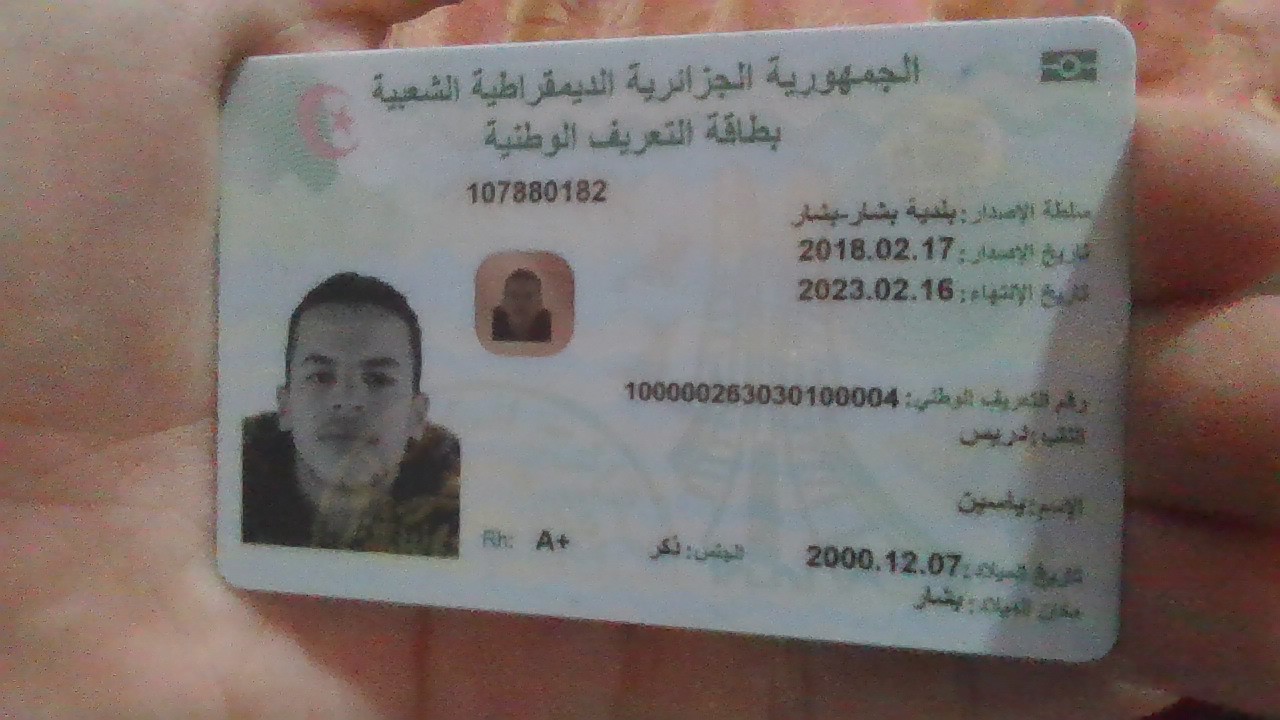 الجمهورية الجزائرية الديمقراطية الشعبية
بطاقة التعريف الوطنية
107880182
سلطة الإصدار: بلدية بشار-بشار
تاريخ الإصدار: 2018.02.17
تاريخ الإنتهاء: 2023.02.16
رقم التعريف الوطني: 100000263030100004
اللقب: دريس
الإسم: ياسين
تاريخ الميلاد: 2000.12.07 الجنس: ذكر Rh: A+
مكان الميلاد: بشار